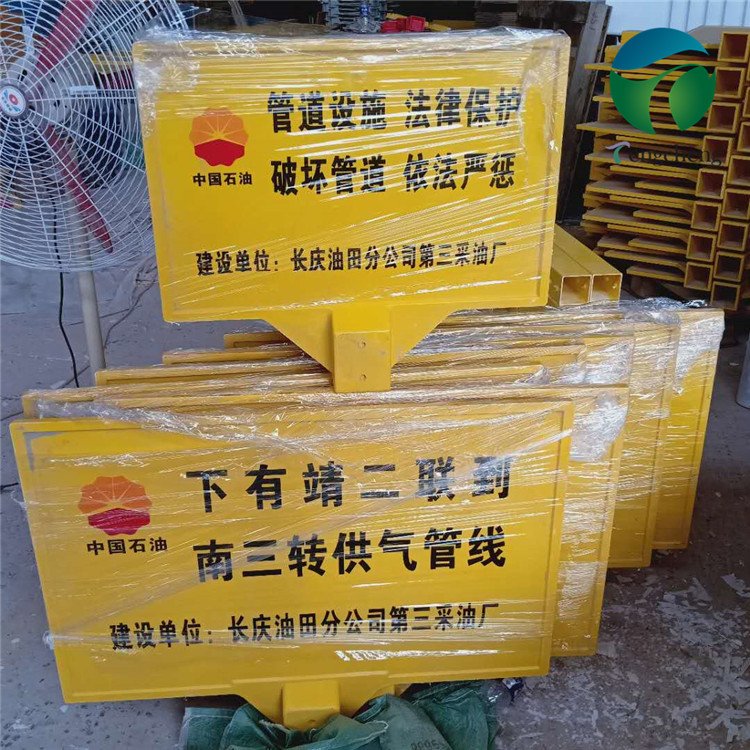 管道设施 法律保护
破坏管道 依法严惩
中国石油
建设单位：长庆油田分公司第三采油厂
下有靖二联到
南三转供气管线
中国石油
建设单位：长庆油田分公司第三采油厂